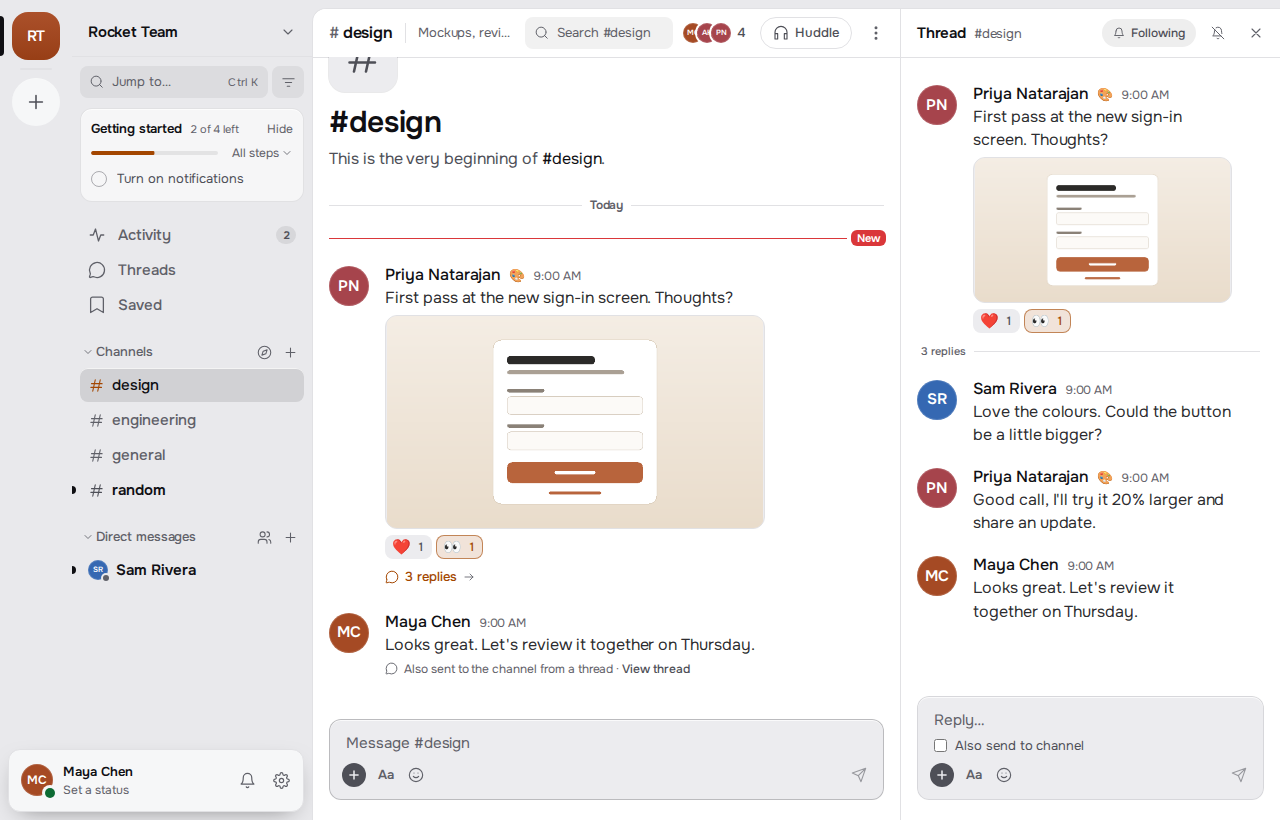 RT
Rocket Team
Jump to...
Ctrl K
Getting started
2 of 4 left
Hide
All steps
Turn on notifications
Activity
2
Threads
Saved
Channels
# design
# engineering
# general
# random
Direct messages
SR
Sam Rivera
MC
Maya Chen
Set a status
# design
Mockups, revi...
Search #design
PN
4
Huddle
#
#design
This is the very beginning of #design.
Today
New
PN
Priya Natarajan
9:00 AM
First pass at the new sign-in screen. Thoughts?
1
1
3 replies
MC
Maya Chen
9:00 AM
Looks great. Let's review it together on Thursday.
Also sent to the channel from a thread · View thread
Message #design
Aa
Thread
#design
Following
PN
Priya Natarajan
9:00 AM
First pass at the new sign-in
screen. Thoughts?
1
1
3 replies
SR
Sam Rivera
9:00 AM
Love the colours. Could the button
be a little bigger?
PN
Priya Natarajan
9:00 AM
Good call, I'll try it 20% larger and
share an update.
MC
Maya Chen
9:00 AM
Looks great. Let's review it
together on Thursday.
Reply...
Also send to channel
Aa